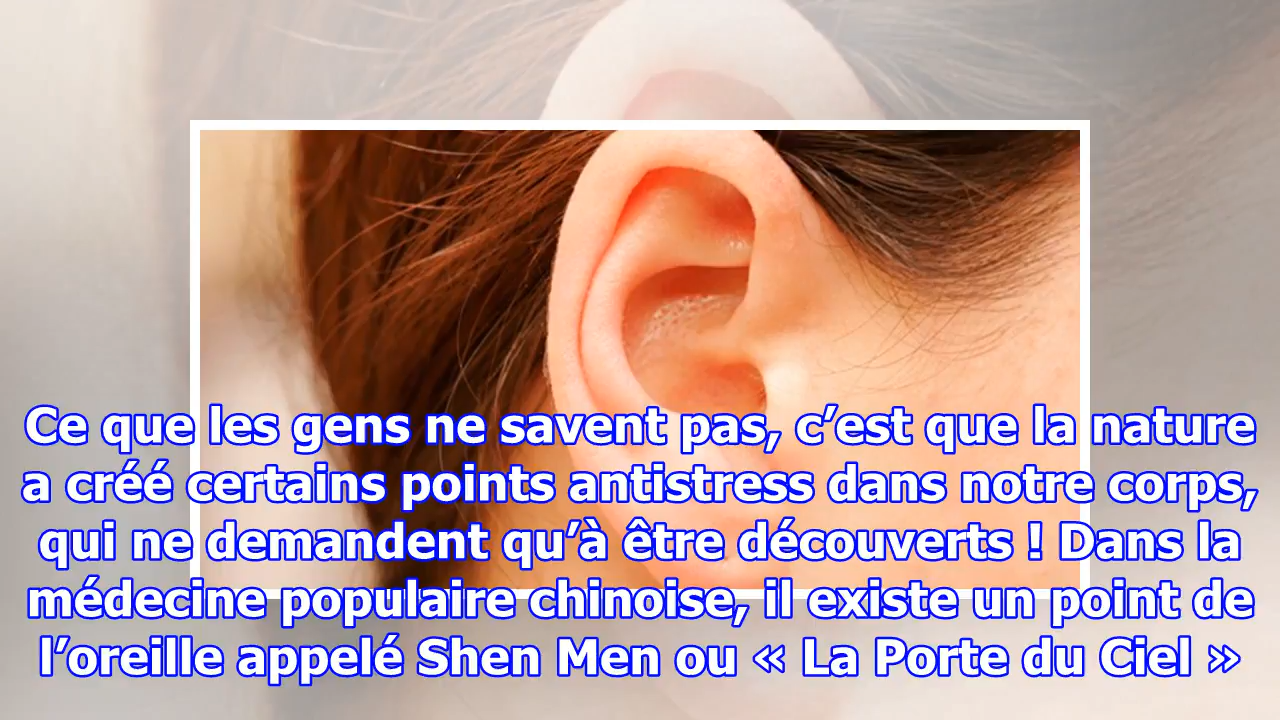 Ce que les gens ne savent pas, c’est que la nature
a créé certains points antistress dans notre corps,
qui ne demandent qu’à être découverts ! Dans la
médecine populaire chinoise, il existe un point de
l’oreille appelé Shen Men ou « La Porte du Ciel »